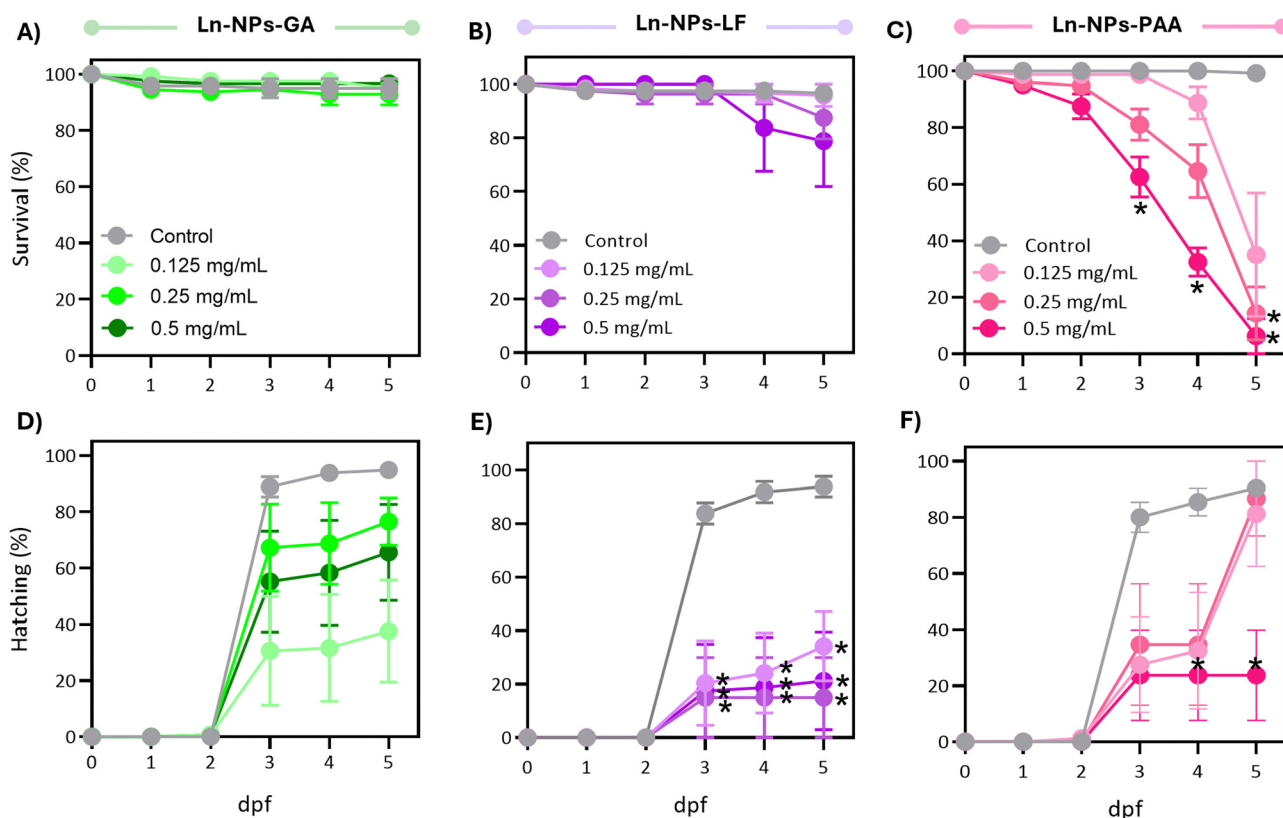 A) Ln-NPs-GA
Survival (%)
100
80
60
40
20
0
Control
0.125 mg/mL
0.25 mg/mL
0.5 mg/mL
0 1 2 3 4 5
B) Ln-NPs-LF
100
80
60
40
20
0
Control
0.125 mg/mL
0.25 mg/mL
0.5 mg/mL
0 1 2 3 4 5
C) Ln-NPs-PAA
100
80
60
40
20
0
Control
0.125 mg/mL
0.25 mg/mL
0.5 mg/mL
*
*
*
*
0 1 2 3 4 5
D)
Hatching (%)
100
80
60
40
20
0
0 1 2 3 4 5
dpf
E)
100
80
60
40
20
0
* * *
* * *
* * *
0 1 2 3 4 5
dpf
F)
100
80
60
40
20
0
* *
0 1 2 3 4 5
dpf